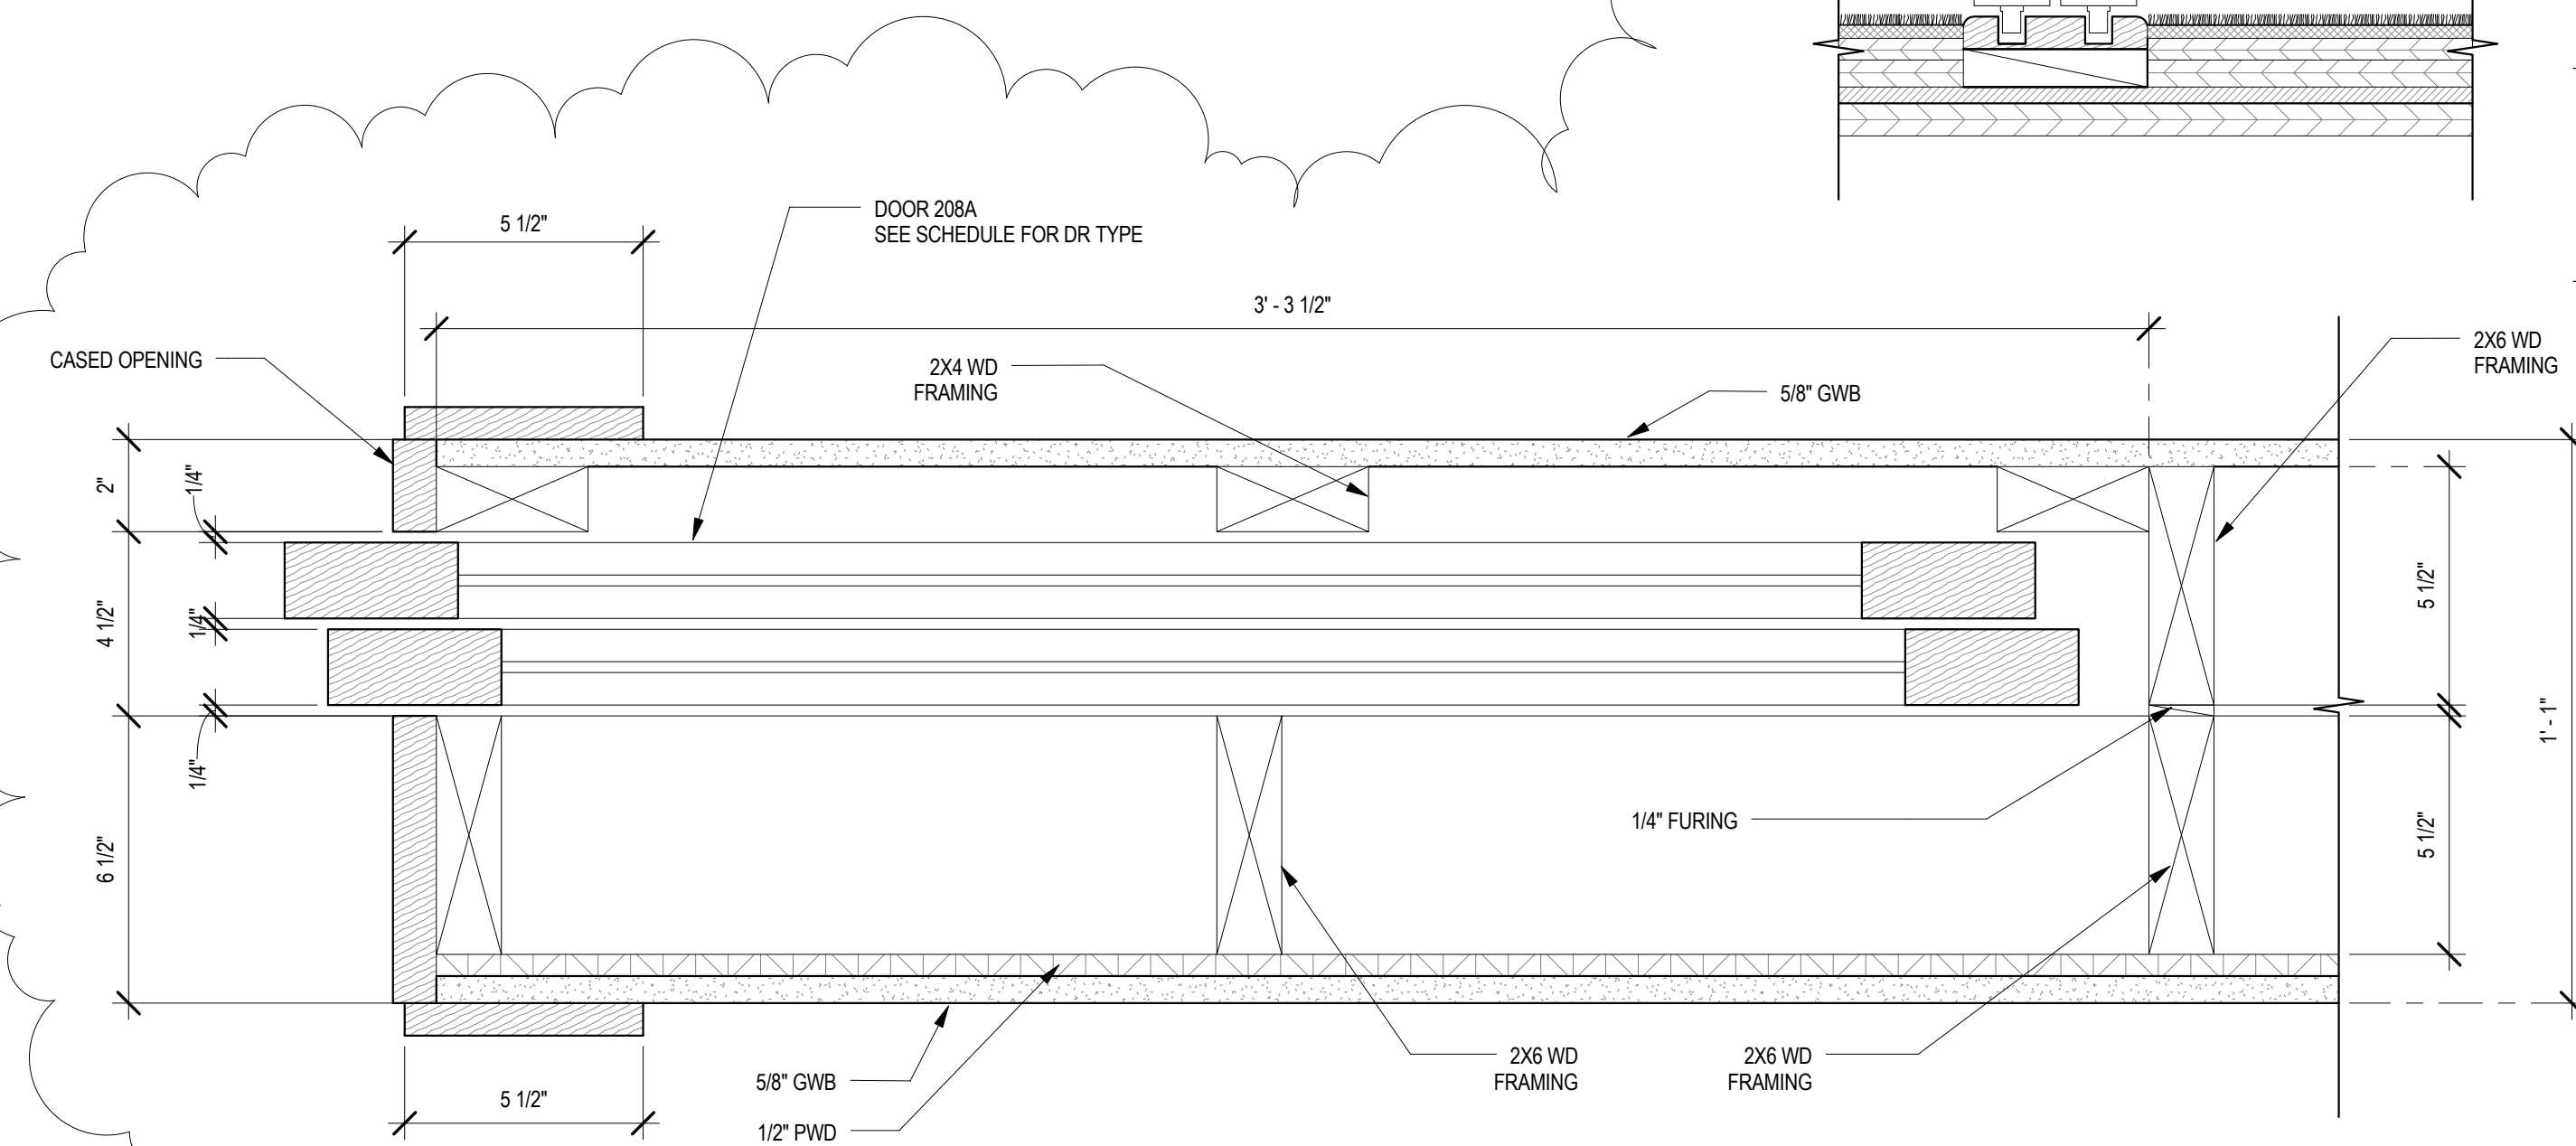 5 1/2"
DOOR 208A
SEE SCHEDULE FOR DR TYPE
3' - 3 1/2"
CASED OPENING
2X4 WD
FRAMING
5/8" GWB
2X6 WD
FRAMING
2"
1/4"
4 1/2"
1/4"
1/4"
6 1/2"
5 1/2"
1' - 1"
5 1/2"
1/4" FURING
2X6 WD
FRAMING
2X6 WD
FRAMING
5/8" GWB
5 1/2"
1/2" PWD